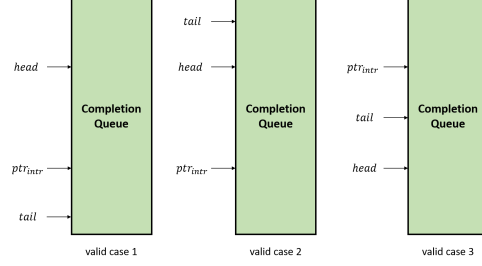 head
ptr_intr
tail
Completion
Queue
valid case 1
tail
head
ptr_intr
Completion
Queue
valid case 2
ptr_intr
tail
head
Completion
Queue
valid case 3